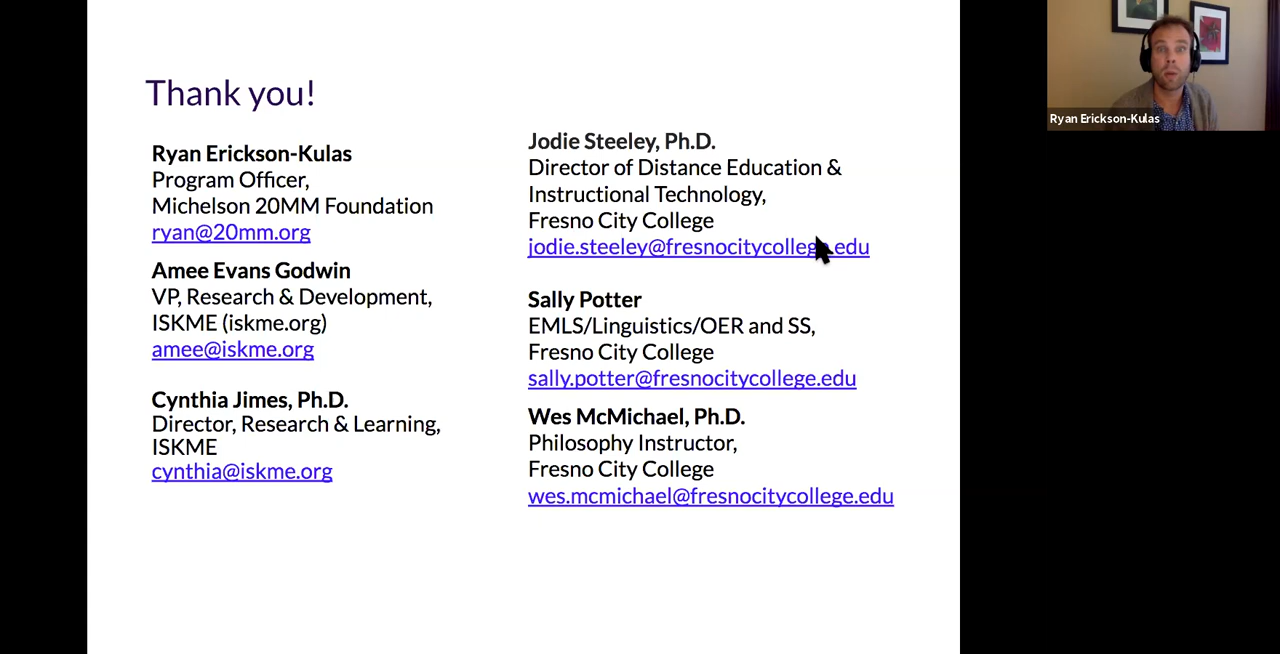 Thank you!
Ryan Erickson-Kulas
Program Officer,
Michelson 20MM Foundation
ryan@20mm.org
Amee Evans Godwin
VP, Research & Development,
ISKME (iskme.org)
amee@iskme.org
Cynthia Jimes, Ph.D.
Director, Research & Learning,
ISKME
cynthia@iskme.org
Jodie Steeley, Ph.D.
Director of Distance Education &
Instructional Technology,
Fresno City College
jodie.steeley@fresnocitycollege.edu
Sally Potter
EMLS/Linguistics/OER and SS,
Fresno City College
sally.potter@fresnocitycollege.edu
Wes McMichael, Ph.D.
Philosophy Instructor,
Fresno City College
wes.mcmichael@fresnocitycollege.edu
Ryan Erickson-Kulas